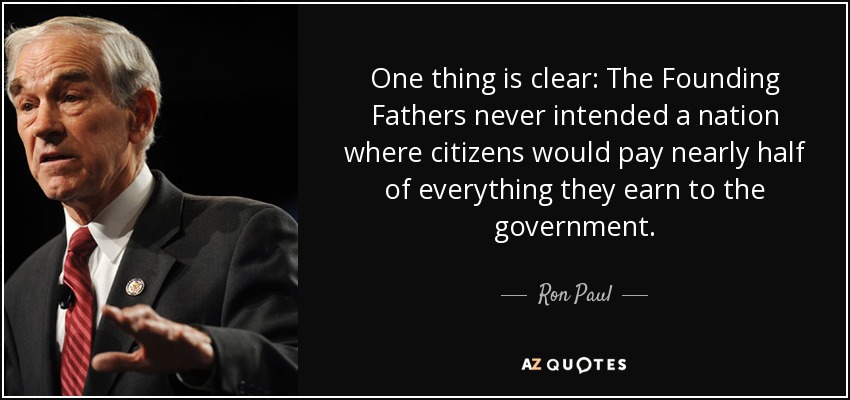 One thing is clear: The Founding
Fathers never intended a nation
where citizens would pay nearly half
of everything they earn to the
government.
Ron Paul
AZ QUOTES